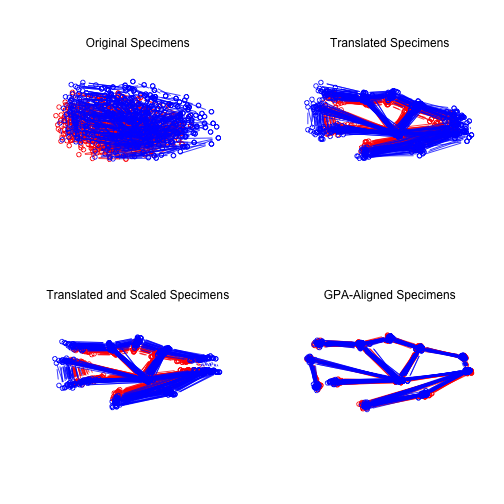 Original Specimens
Translated Specimens
Translated and Scaled Specimens
GPA-Aligned Specimens